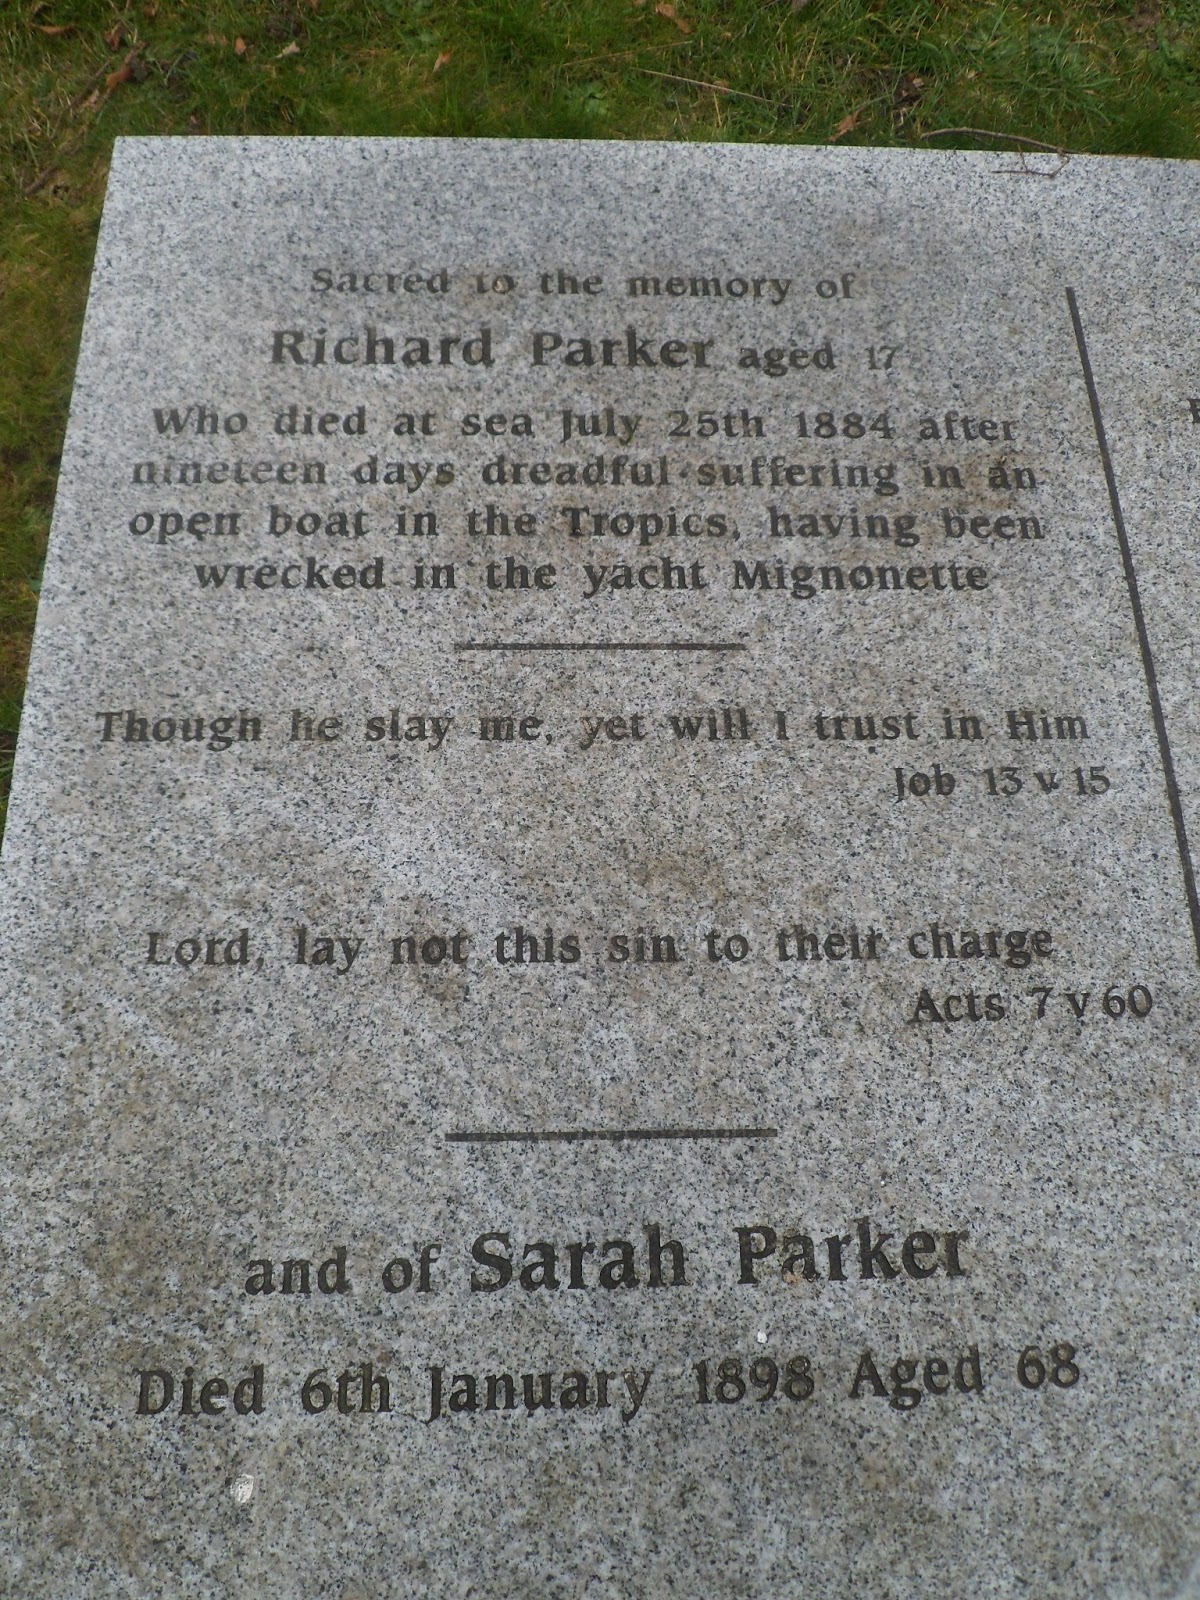 Sacred to the memory of
Richard Parker aged 17
Who died at sea July 25th 1884 after
nineteen days dreadful suffering in an
open boat in the Tropics, having been
wrecked in the yacht Mignonette
Though he slay me, yet will I trust in Him
Job 13 v 15
Lord, lay not this sin to their charge
Acts 7 v 60
and of Sarah Parker
Died 6th January 1898 Aged 68